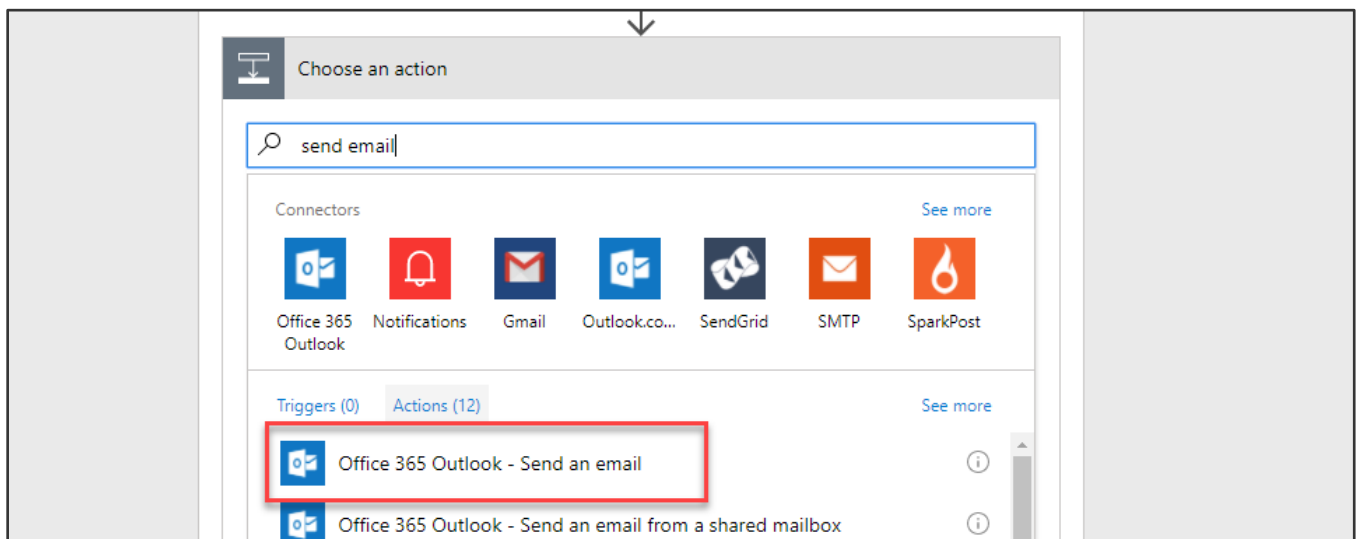 Choose an action
send email
Connectors
See more
Office 365 Outlook
Notifications
Gmail
Outlook.co...
SendGrid
SMTP
SparkPost
Triggers (0)
Actions (12)
See more
Office 365 Outlook - Send an email
Office 365 Outlook - Send an email from a shared mailbox